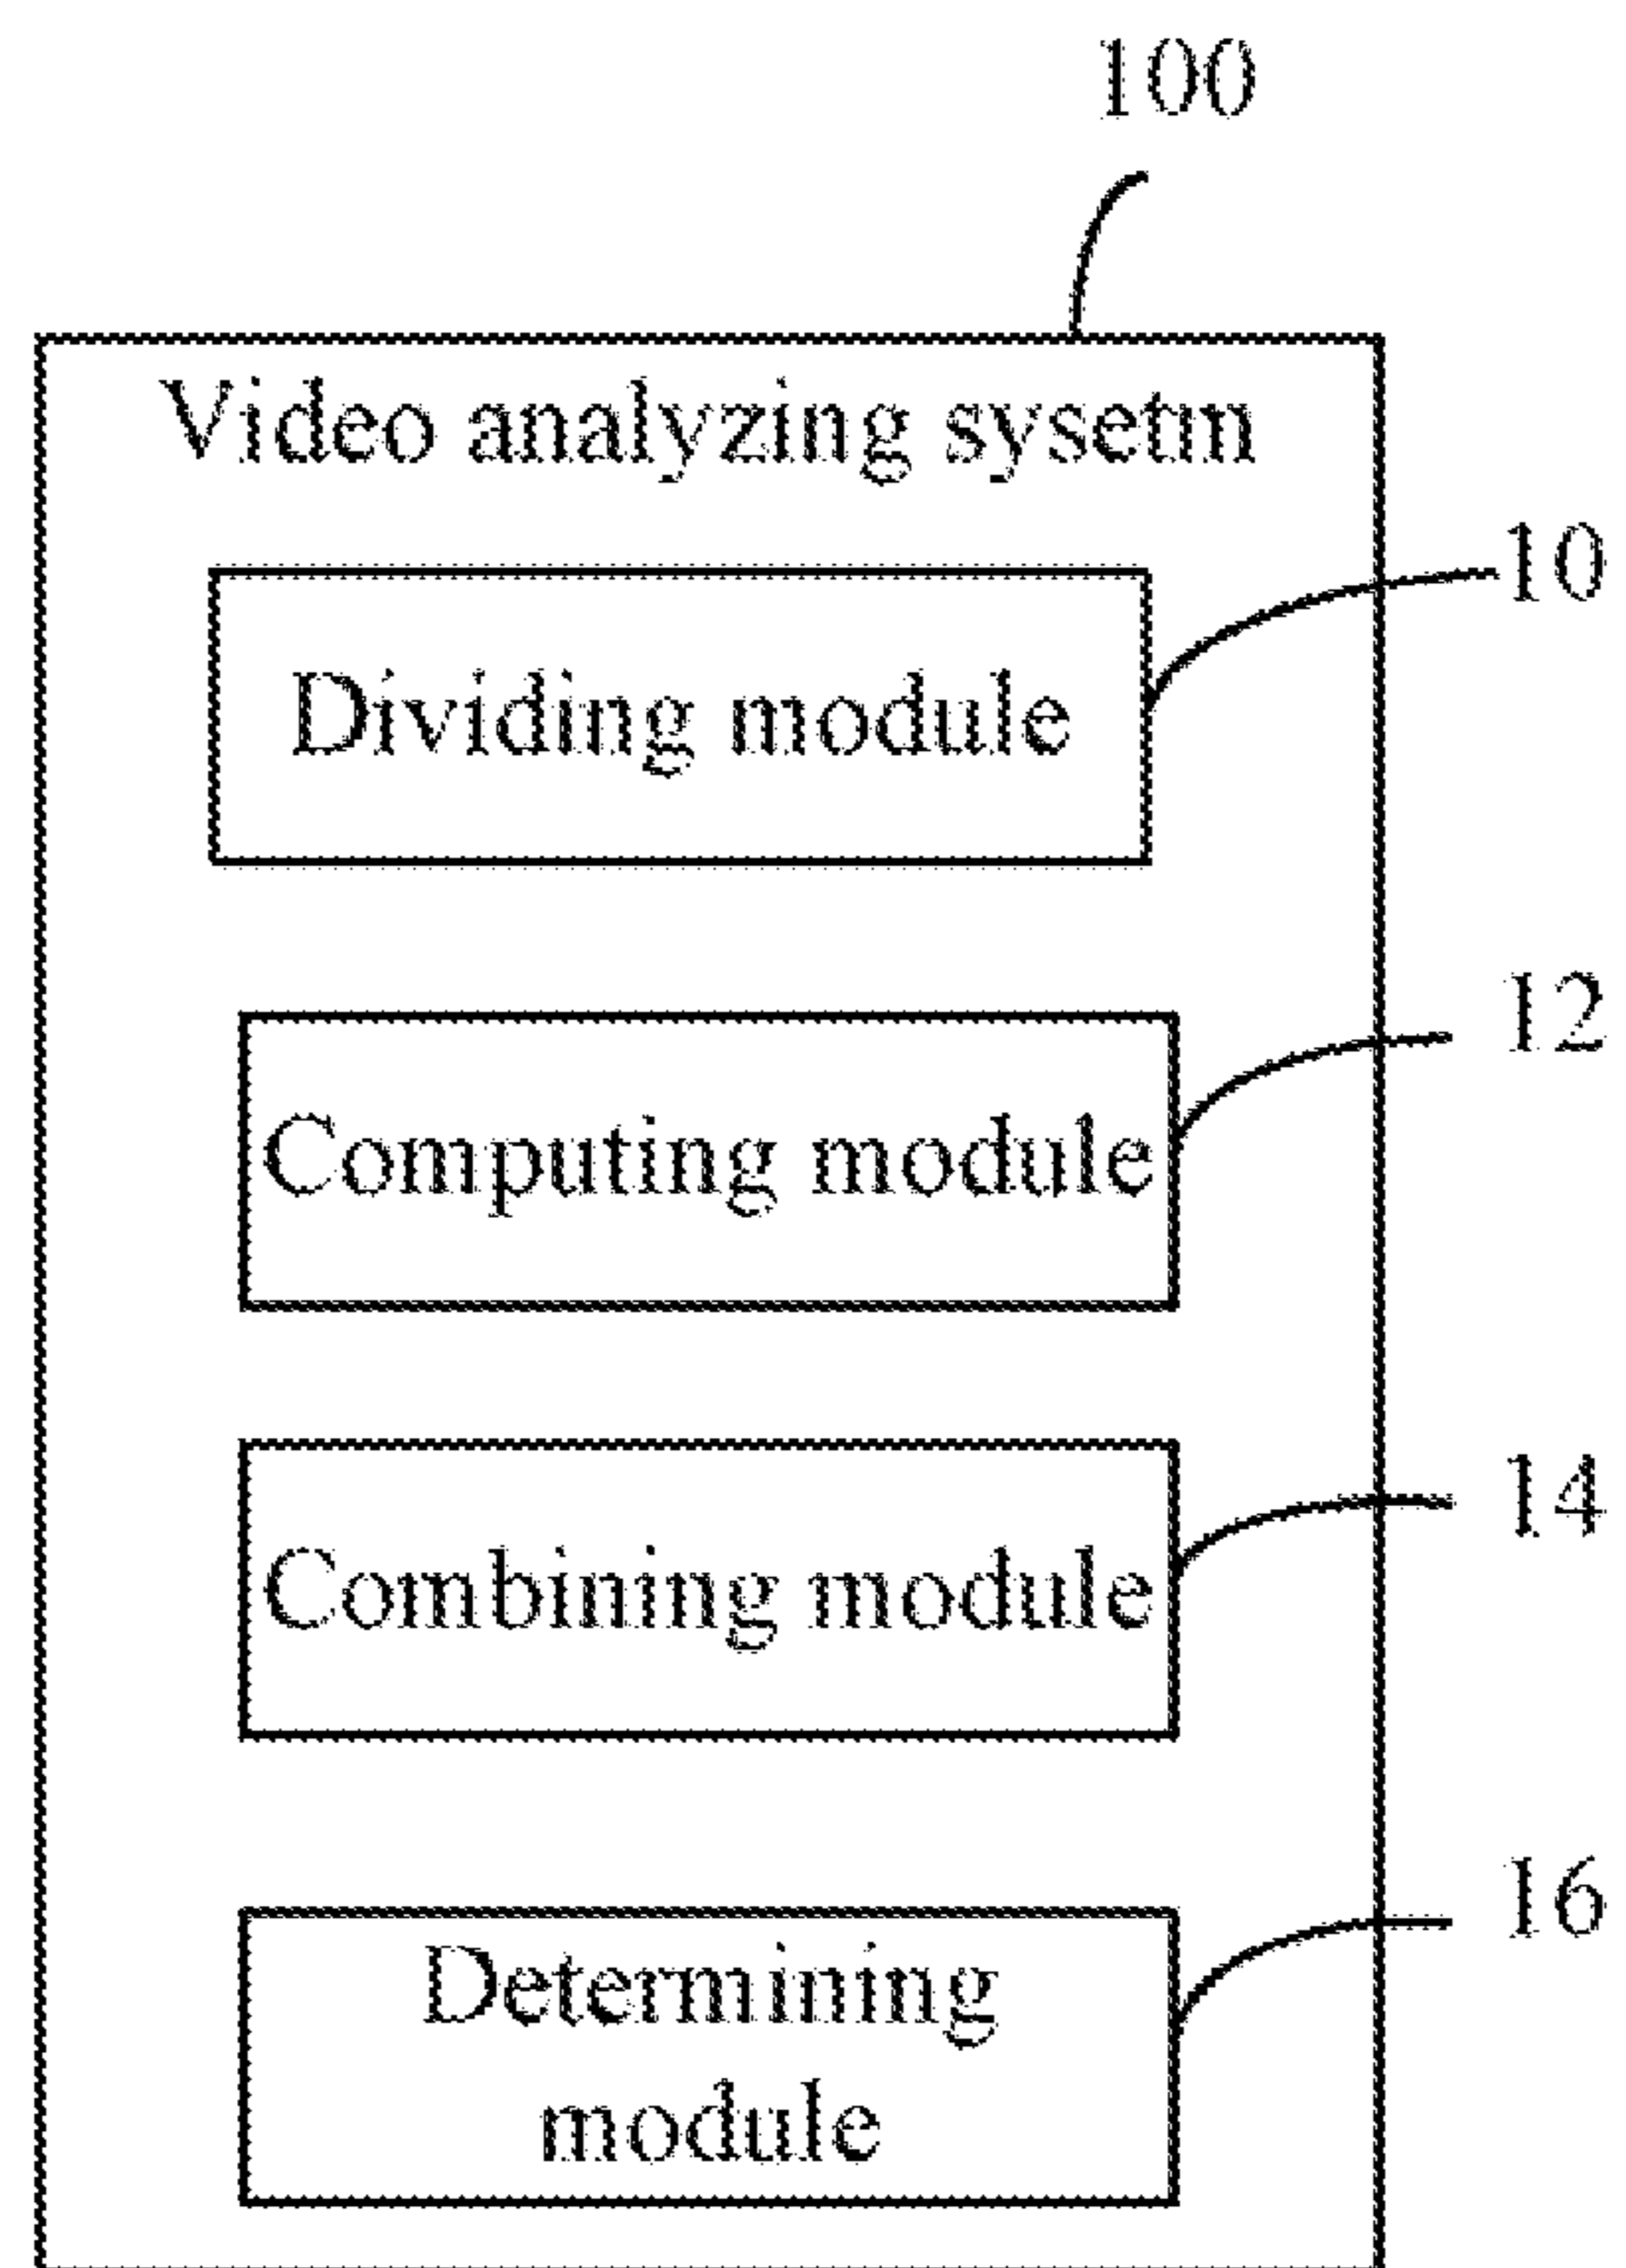 100
Video analyzing sysetm
10
Dividing module
12
Computing module
14
Combining module
16
Determining
module